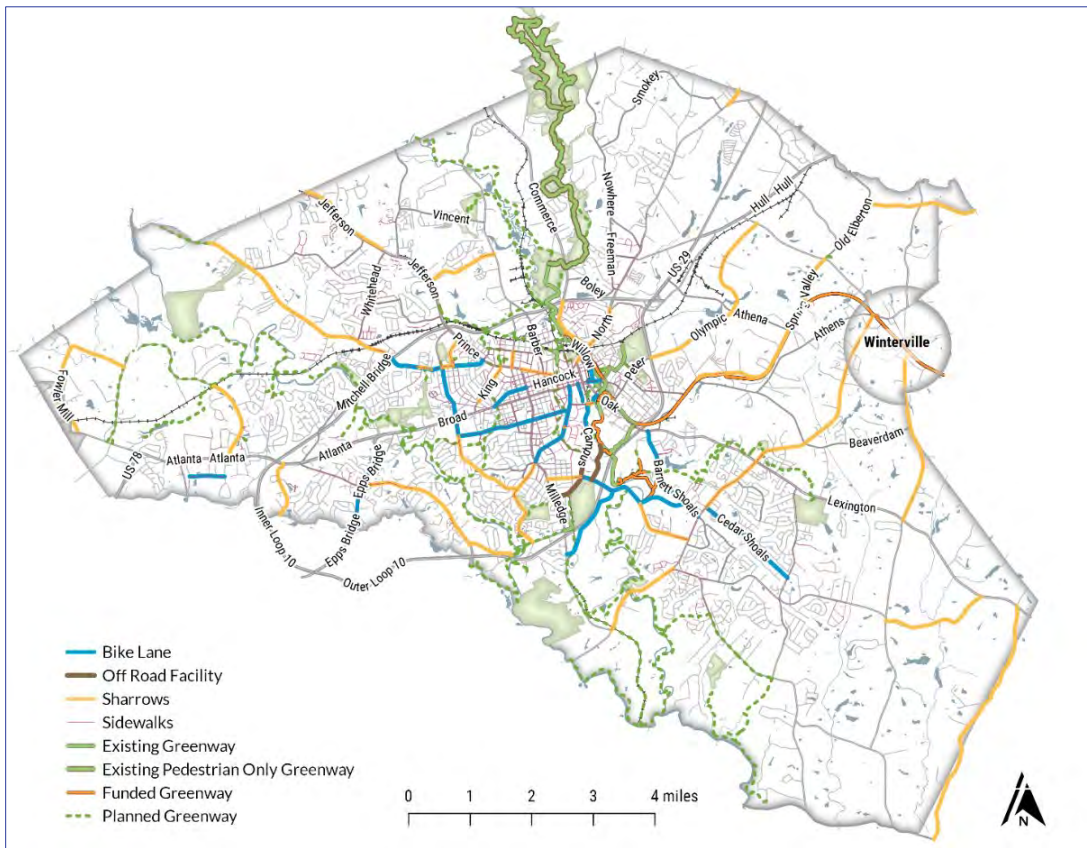 Smokey
Nowhere
Freeman
Commerce
Hull
Hull
Jefferson
Vincent
Old Elberton
US 29
Jefferson
Whitehead
Boley
Spring Valley
Athena
Olympic
Athens
North
Barber
Willow
Prince
Winterville
Peter
Mitchell Bridge
Hancock
King
Fowler Mill
Oak
Broad
Campus
Beaverdam
Atlanta
Atlanta
Atlanta
US 78
Barnett Shoals
Epps Bridge
Milledge
Lexington
Cedar Shoals
Inner Loop 10
Epps Bridge
Outer Loop 10
Bike Lane
Off Road Facility
Sharrows
Sidewalks
Existing Greenway
Existing Pedestrian Only Greenway
Funded Greenway
Planned Greenway
0 1 2 3 4 miles
N